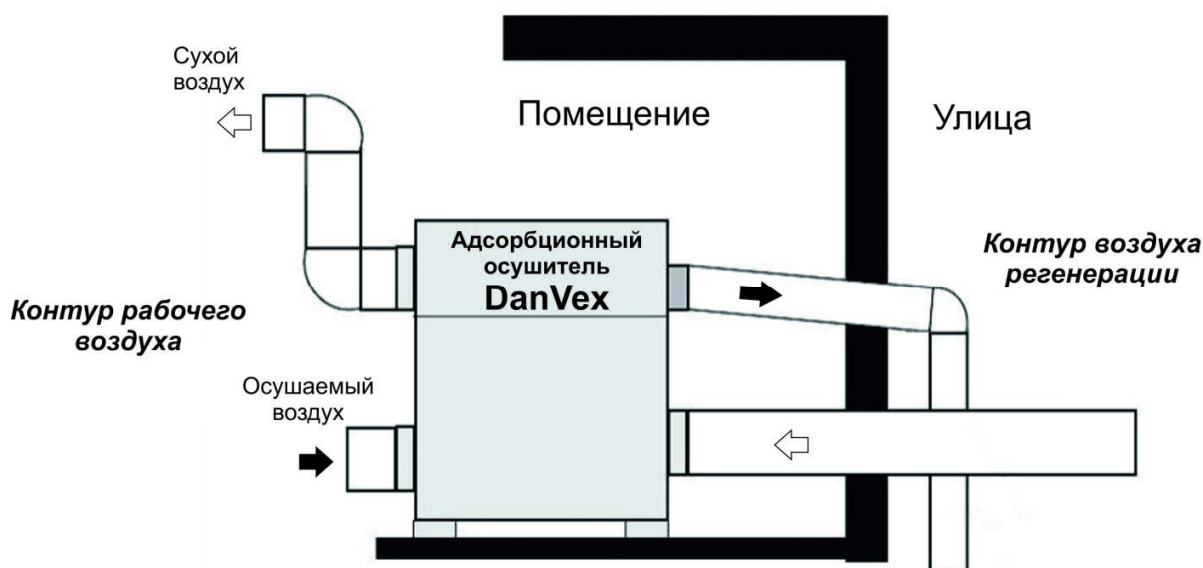 Сухой
воздух
Помещение
Улица
Адсорбционный
осушитель
DanVex
Контур воздуха
регенерации
Контур рабочего
воздуха
Осушаемый
воздух